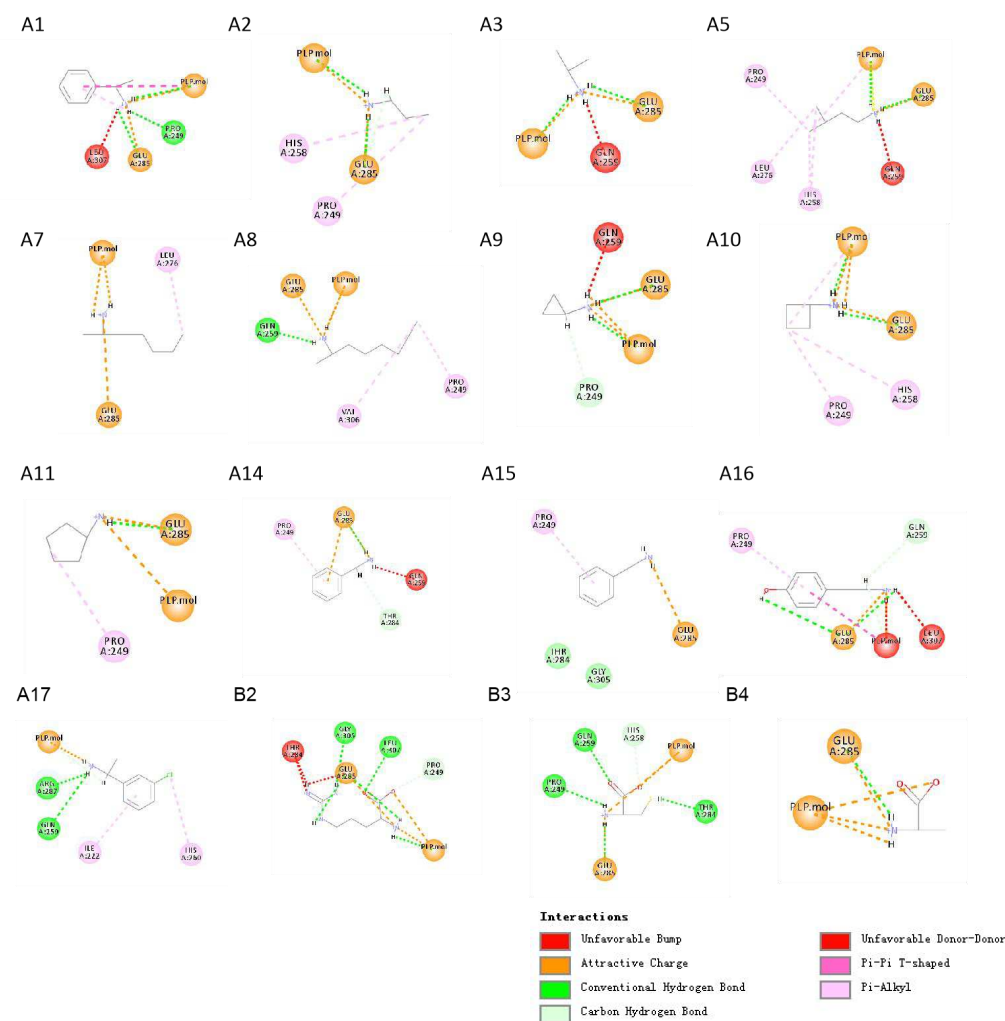 A1
A2
A3
A5
PLP.mol
PRO
A:249
LEU
A:307
GLU
A:285
PLP.mol
HIS
A:258
GLU
A:285
PRO
A:249
PLP.mol
GLU
A:285
GLN
A:259
PLP.mol
PRO
A:249
GLU
A:285
LEU
A:276
HIS
A:258
GLN
A:259
A7
A8
A9
A10
PLP.mol
LEU
A:276
GLU
A:285
GLU
A:285
PLP.mol
GLN
A:259
VAL
A:306
PRO
A:249
GLN
A:259
GLU
A:285
PLP.mol
PRO
A:249
PLP.mol
GLU
A:285
HIS
A:258
PRO
A:249
A11
A14
A15
A16
GLU
A:285
PLP.mol
PRO
A:249
PRO
A:249
GLU
A:285
GLN
A:259
THR
A:284
PRO
A:249
GLU
A:285
THR
A:284
GLY
A:305
PRO
A:249
GLN
A:259
GLU
A:285
PLP.mol
LEU
A:307
A17
B2
B3
B4
PLP.mol
ARG
A:287
GLN
A:259
ILE
A:222
HIS
A:260
THR
A:284
GLY
A:305
LEU
A:307
GLU
A:285
PRO
A:249
PLP.mol
GLN
A:259
HIS
A:258
PLP.mol
PRO
A:249
THR
A:284
GLU
A:285
GLU
A:285
PLP.mol
Interactions
Unfavorable Bump
Attractive Charge
Conventional Hydrogen Bond
Carbon Hydrogen Bond
Unfavorable Donor-Donor
Pi-Pi T-shaped
Pi-Alkyl